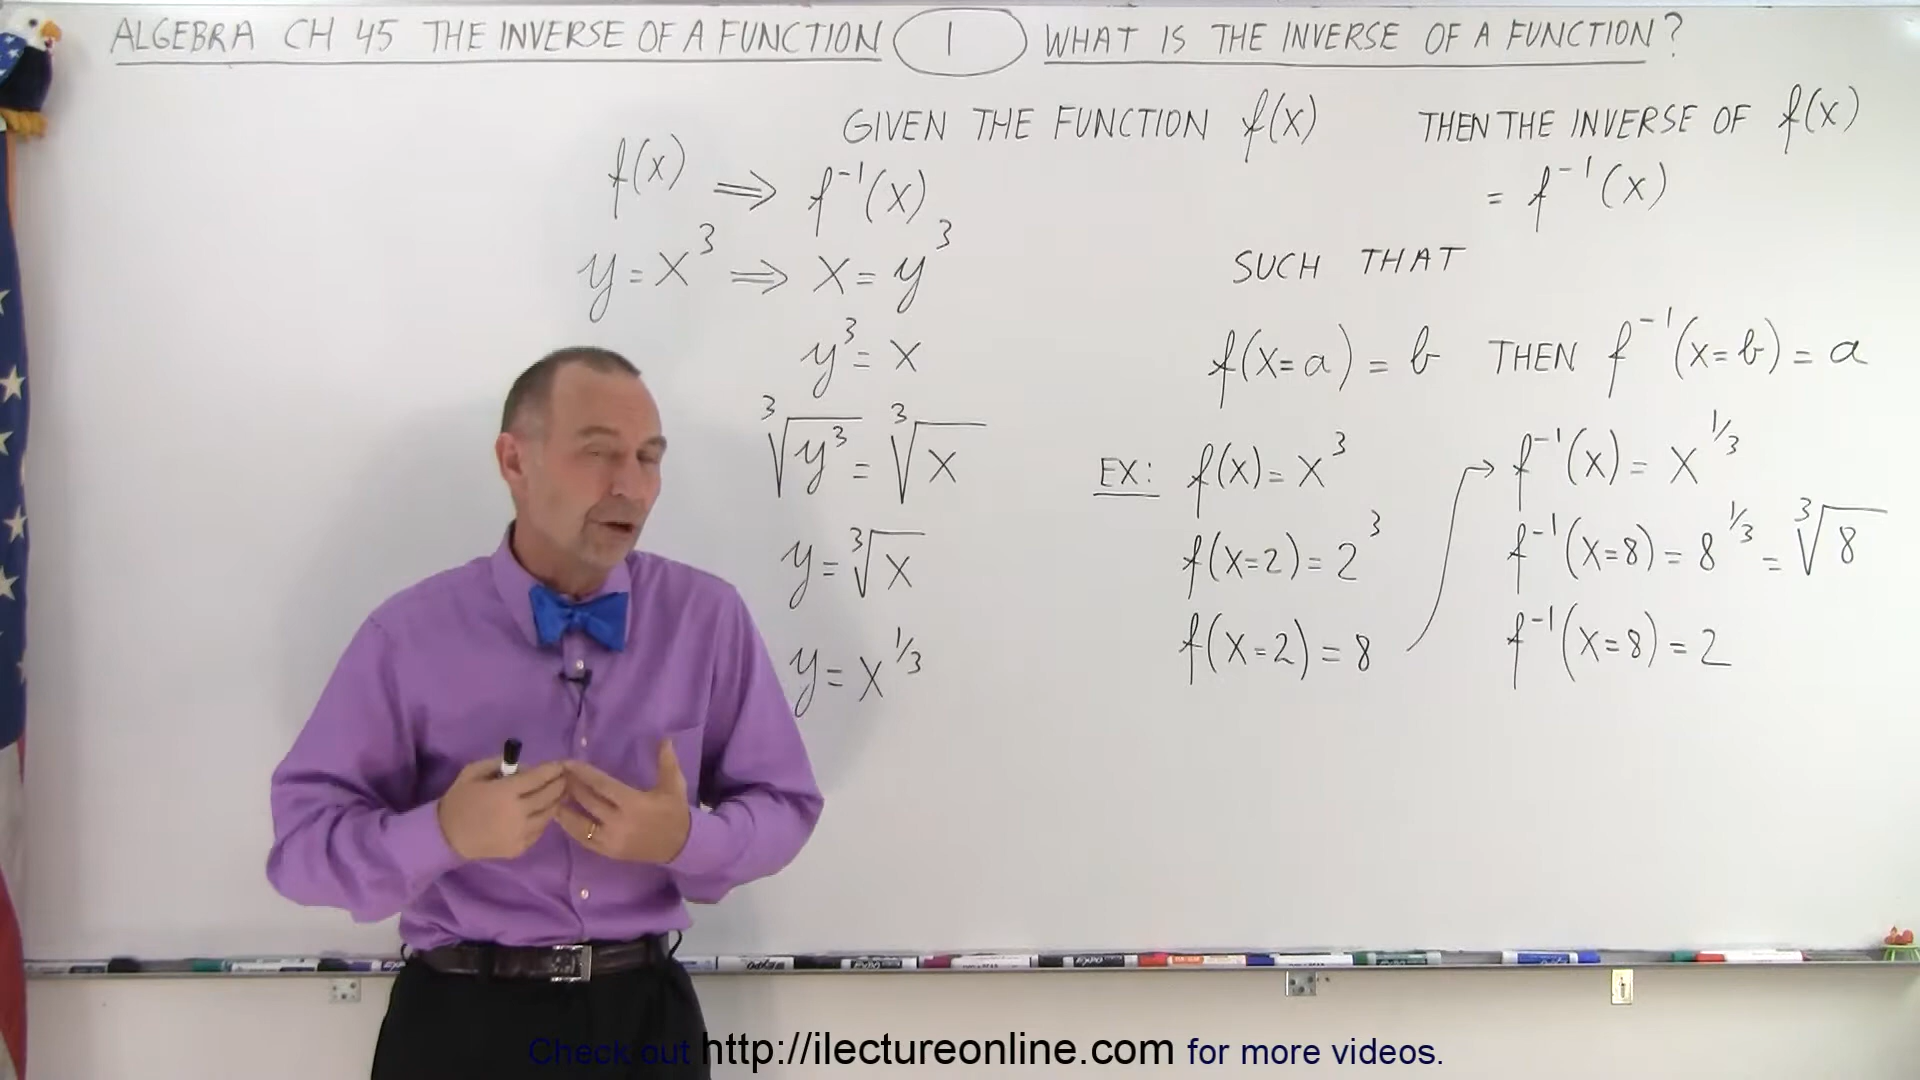 ALGEBRA CH 45 THE INVERSE OF A FUNCTION 1 WHAT IS THE INVERSE OF A FUNCTION?
GIVEN THE FUNCTION f(x) THEN THE INVERSE OF f(x)
= f⁻¹(x)
SUCH THAT
f(x=a) = b THEN f⁻¹(x=b) = a
f(x) ⇒ f⁻¹(x)
y = x³ ⇒ x = y³
y³ = x
∛y³ = ∛x
y = ∛x
y = x^1/3
EX: f(x) = x³
f(x=2) = 2³
f(x=2) = 8
→ f⁻¹(x) = x^1/3
f⁻¹(x=8) = 8^1/3 = ∛8
f⁻¹(x=8) = 2
Check out http://ilectureonline.com for more videos.